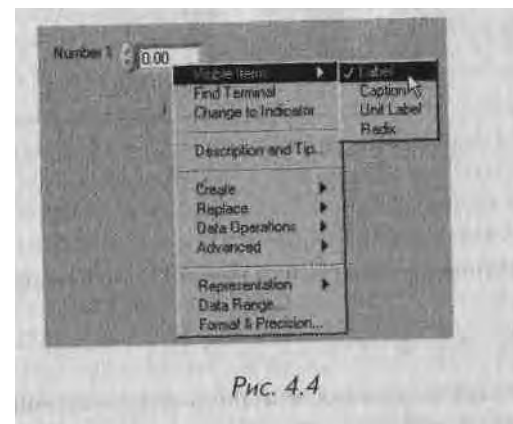 Number 1 0.00
Visible Items
Find Terminal
Change to Indicator
Description and Tip...
Create
Replace
Data Operations
Advanced
Representation
Data Range...
Format & Precision...
Label
Caption
Unit Label
Radix
Рис. 4.4